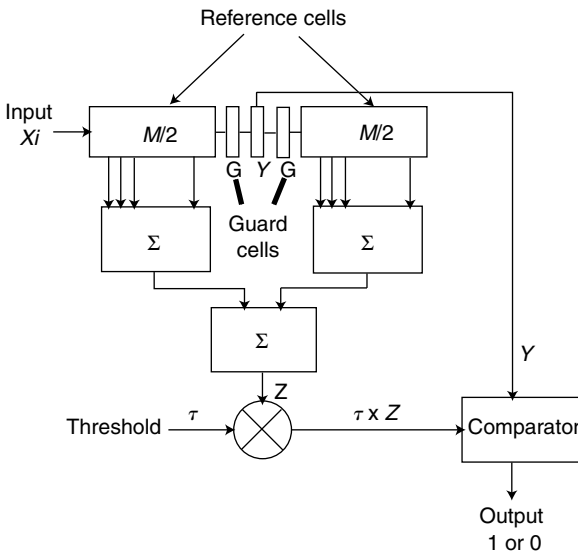 Reference cells
Input
Xi
M/2
M/2
G
Y
G
Guard
cells
Σ
Σ
Σ
Y
Z
Threshold
τ
τ x Z
Comparator
Output
1 or 0